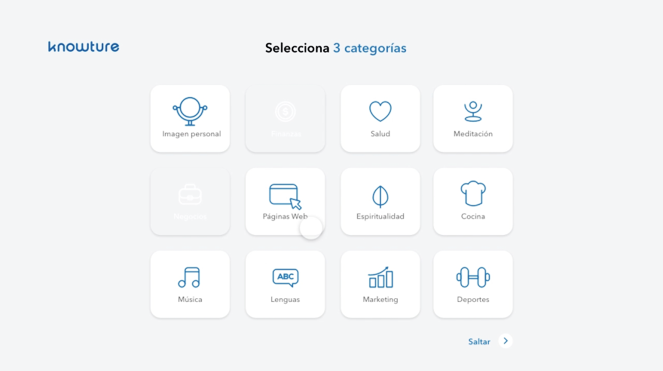 knowture
Selecciona 3 categorías
Imagen personal
Salud
Meditación
Páginas Web
Espiritualidad
Cocina
Música
ABC
Lenguas
Marketing
Deportes
Saltar